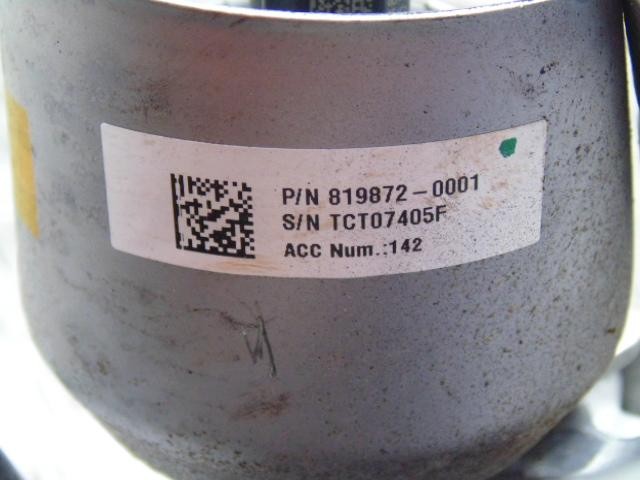 P/N 819872-0001
S/N TCT07405F
ACC Num.:142